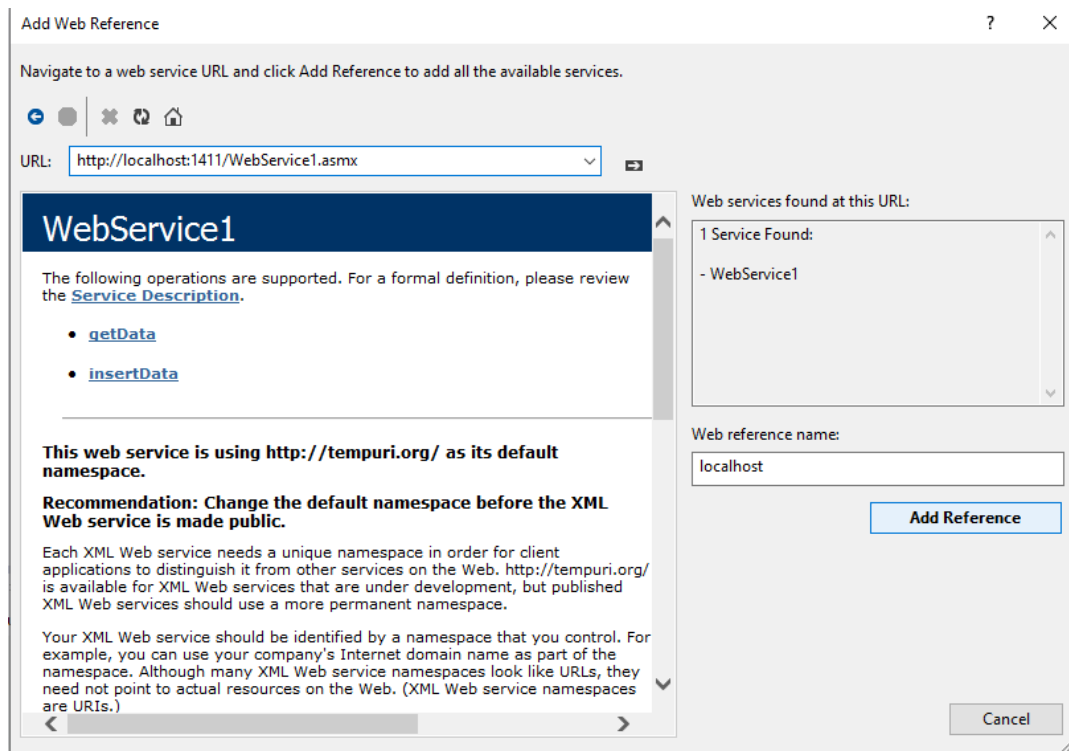 Add Web Reference
Navigate to a web service URL and click Add Reference to add all the available services.
URL: http://localhost:1411/WebService1.asmx
WebService1
The following operations are supported. For a formal definition, please review
the Service Description.
• getData
• insertData
This web service is using http://tempuri.org/ as its default
namespace.
Recommendation: Change the default namespace before the XML
Web service is made public.
Each XML Web service needs a unique namespace in order for client
applications to distinguish it from other services on the Web. http://tempuri.org/
is available for XML Web services that are under development, but published
XML Web services should use a more permanent namespace.
Your XML Web service should be identified by a namespace that you control. For
example, you can use your company's Internet domain name as part of the
namespace. Although many XML Web service namespaces look like URLs, they
need not point to actual resources on the Web. (XML Web service namespaces
are URIs.)
Web services found at this URL:
1 Service Found:
- WebService1
Web reference name:
localhost
Add Reference
Cancel